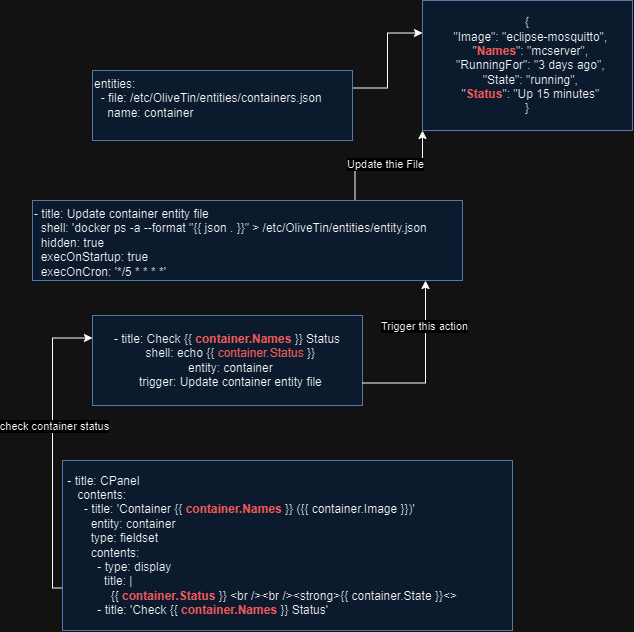 {
"Image": "eclipse-mosquitto",
"Names": "mcserver",
"RunningFor": "3 days ago",
"State": "running",
"Status": "Up 15 minutes"
}
entities:
- file: /etc/OliveTin/entities/containers.json
name: container
Update thie File
- title: Update container entity file
shell: 'docker ps -a --format "{{ json . }}" > /etc/OliveTin/entities/entity.json
hidden: true
execOnStartup: true
execOnCron: '*/5 * * * *'
Trigger this action
- title: Check {{ container.Names }} Status
shell: echo {{ container.Status }}
entity: container
trigger: Update container entity file
check container status
- title: CPanel
contents:
- title: 'Container {{ container.Names }} ({{ container.Image }})'
entity: container
type: fieldset
contents:
- type: display
title: |
{{ container.Status }} <br /><br /><strong>{{ container.State }}<>
- title: 'Check {{ container.Names }} Status'